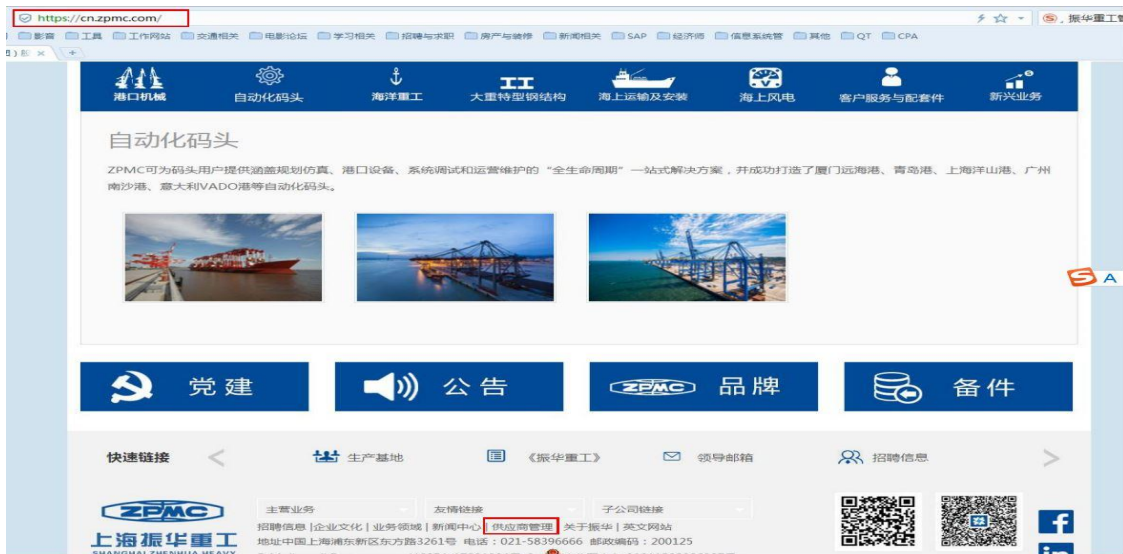 https://cn.zpmc.com/
振华重工
影音 工具 工作网站 交通相关 电影论坛 学习相关 招聘与求职 房产与装修 新闻相关 SAP 经济师 信息系统管 其他 QT CPA
港口机械 自动化码头 海洋重工 大重特型钢结构 海上运输及安装 海上风电 客户服务与配套件 新兴业务
自动化码头
ZPMC可为码头用户提供涵盖规划仿真、港口设备、系统调试和运营维护的“全生命周期”一站式解决方案，并成功打造了厦门远海港、青岛港、上海洋山港、广州
南沙港、意大利VADO港等自动化码头。
S A
党建 公告 ZPMC 品牌 备件
快速链接 < 生产基地 《振华重工》 领导邮箱 招聘信息 >
ZPMC
主营业务 友情链接 子公司链接
招聘信息 |企业文化 | 业务领域 | 新闻中心 | 供应商管理 关于振华 | 英文网站
地址中国上海浦东新区东方路3261号 电话：021-58396666 邮政编码：200125
上海振华重工
SHANGHAI ZHENHUA HEAVY
f
in